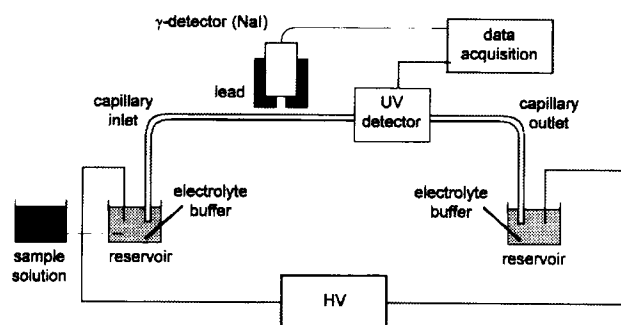 γ-detector (NaI)
data
acquisition
lead
capillary
inlet
UV
detector
capillary
outlet
electrolyte
buffer
electrolyte
buffer
sample
solution
reservoir
reservoir
HV